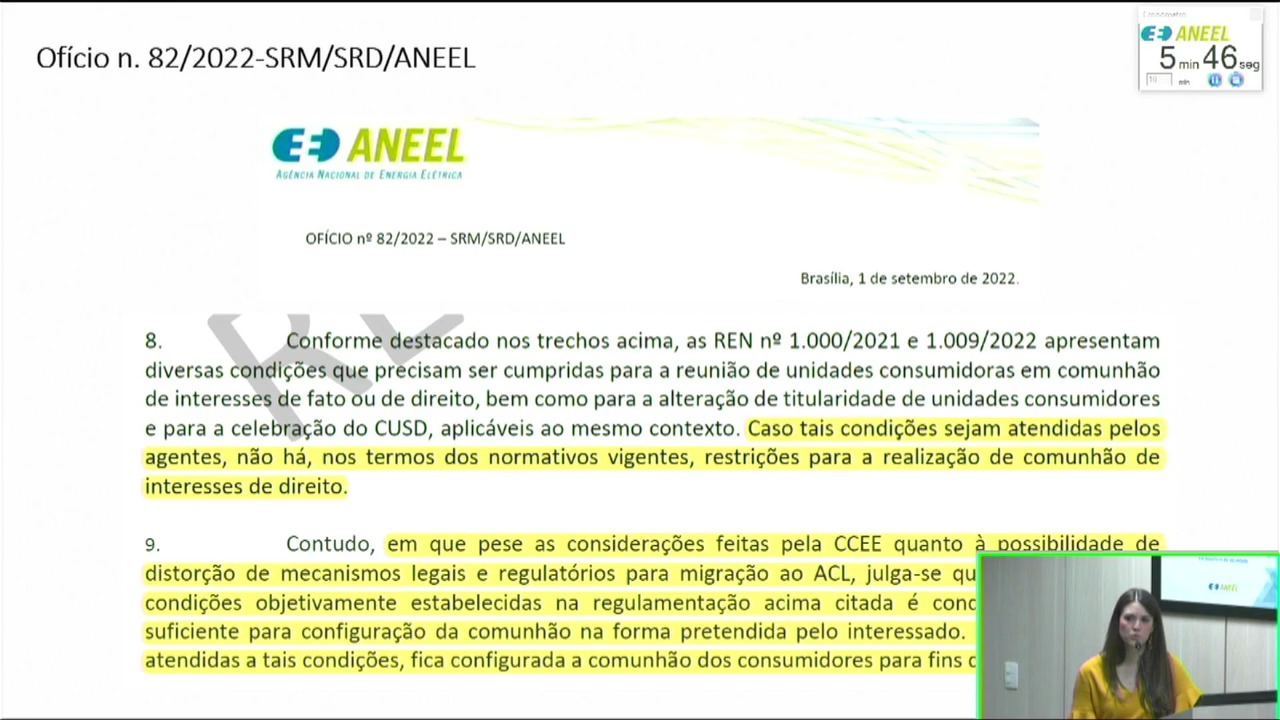 Ofício n. 82/2022-SRM/SRD/ANEEL
ANEEL
5 min 46 seg
10 min
ANEEL
AGÊNCIA NACIONAL DE ENERGIA ELÉTRICA
OFÍCIO nº 82/2022 – SRM/SRD/ANEEL
Brasília, 1 de setembro de 2022.
8. Conforme destacado nos trechos acima, as REN nº 1.000/2021 e 1.009/2022 apresentam
diversas condições que precisam ser cumpridas para a reunião de unidades consumidoras em comunhão
de interesses de fato ou de direito, bem como para a alteração de titularidade de unidades consumidores
e para a celebração do CUSD, aplicáveis ao mesmo contexto. Caso tais condições sejam atendidas pelos
agentes, não há, nos termos dos normativos vigentes, restrições para a realização de comunhão de
interesses de direito.
9. Contudo, em que pese as considerações feitas pela CCEE quanto à possibilidade de
distorção de mecanismos legais e regulatórios para migração ao ACL, julga-se
condições objetivamente estabelecidas na regulamentação acima citada é
suficiente para configuração da comunhão na forma pretendida pelo interessado.
atendidas a tais condições, fica configurada a comunhão dos consumidores para fins
ANEEL